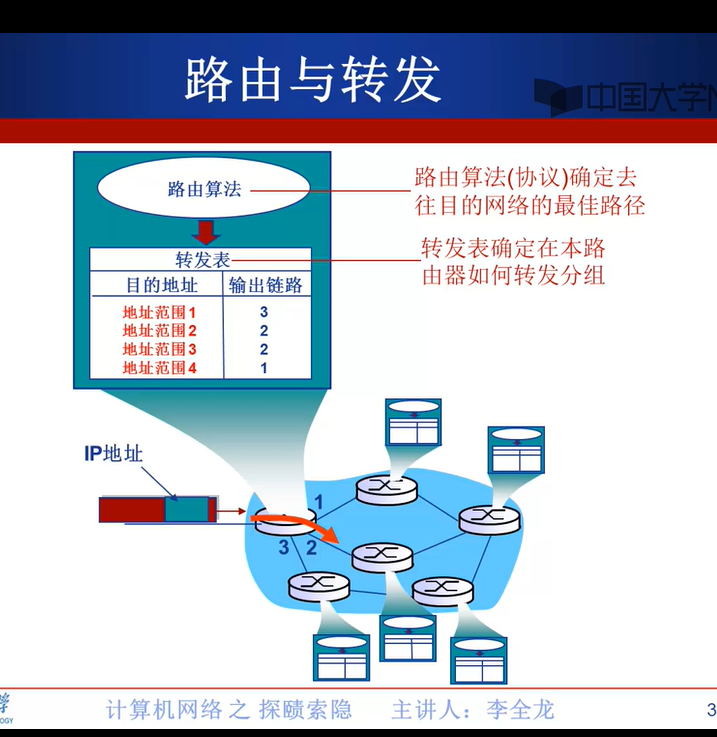 路由与转发
中国大学M
路由算法
路由算法(协议)确定去
往目的网络的最佳路径
转发表
转发表确定在本路
由器如何转发分组
目的地址 输出链路
地址范围1 3
地址范围2 2
地址范围3 2
地址范围4 1
IP地址
1
3 2
OGY
计算机网络 之 探赜索隐 主讲人：李全龙
3